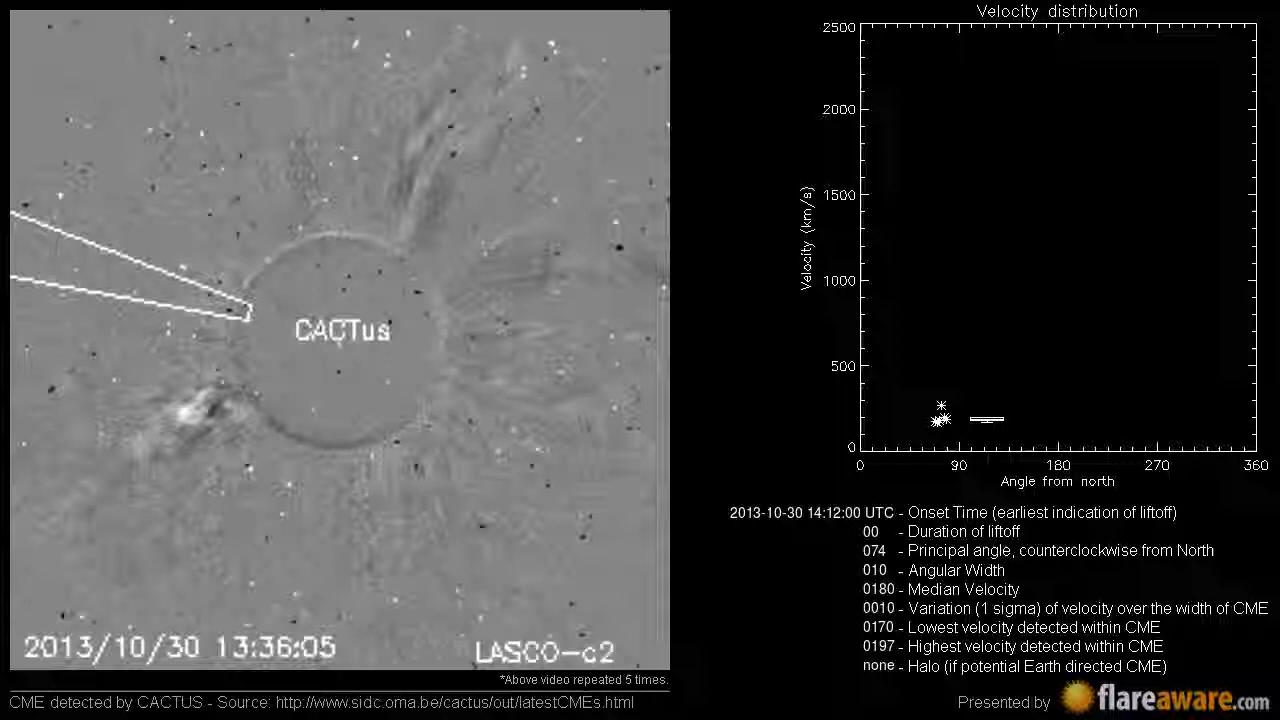 Velocity distribution
2500
2000
1500
1000
500
0
Velocity (km/s)
0 90 180 270 360
Angle from north
CACTus
2013/10/30 13:36:05
LASCO-c2
*Above video repeated 5 times.
CME detected by CACTUS - Source: http://www.sidc.oma.be/cactus/out/latestCMEs.html
2013-10-30 14:12:00 UTC - Onset Time (earliest indication of liftoff)
00 - Duration of liftoff
074 - Principal angle, counterclockwise from North
010 - Angular Width
0180 - Median Velocity
0010 - Variation (1 sigma) of velocity over the width of CME
0170 - Lowest velocity detected within CME
0197 - Highest velocity detected within CME
none - Halo (if potential Earth directed CME)
Presented by flareaware.com